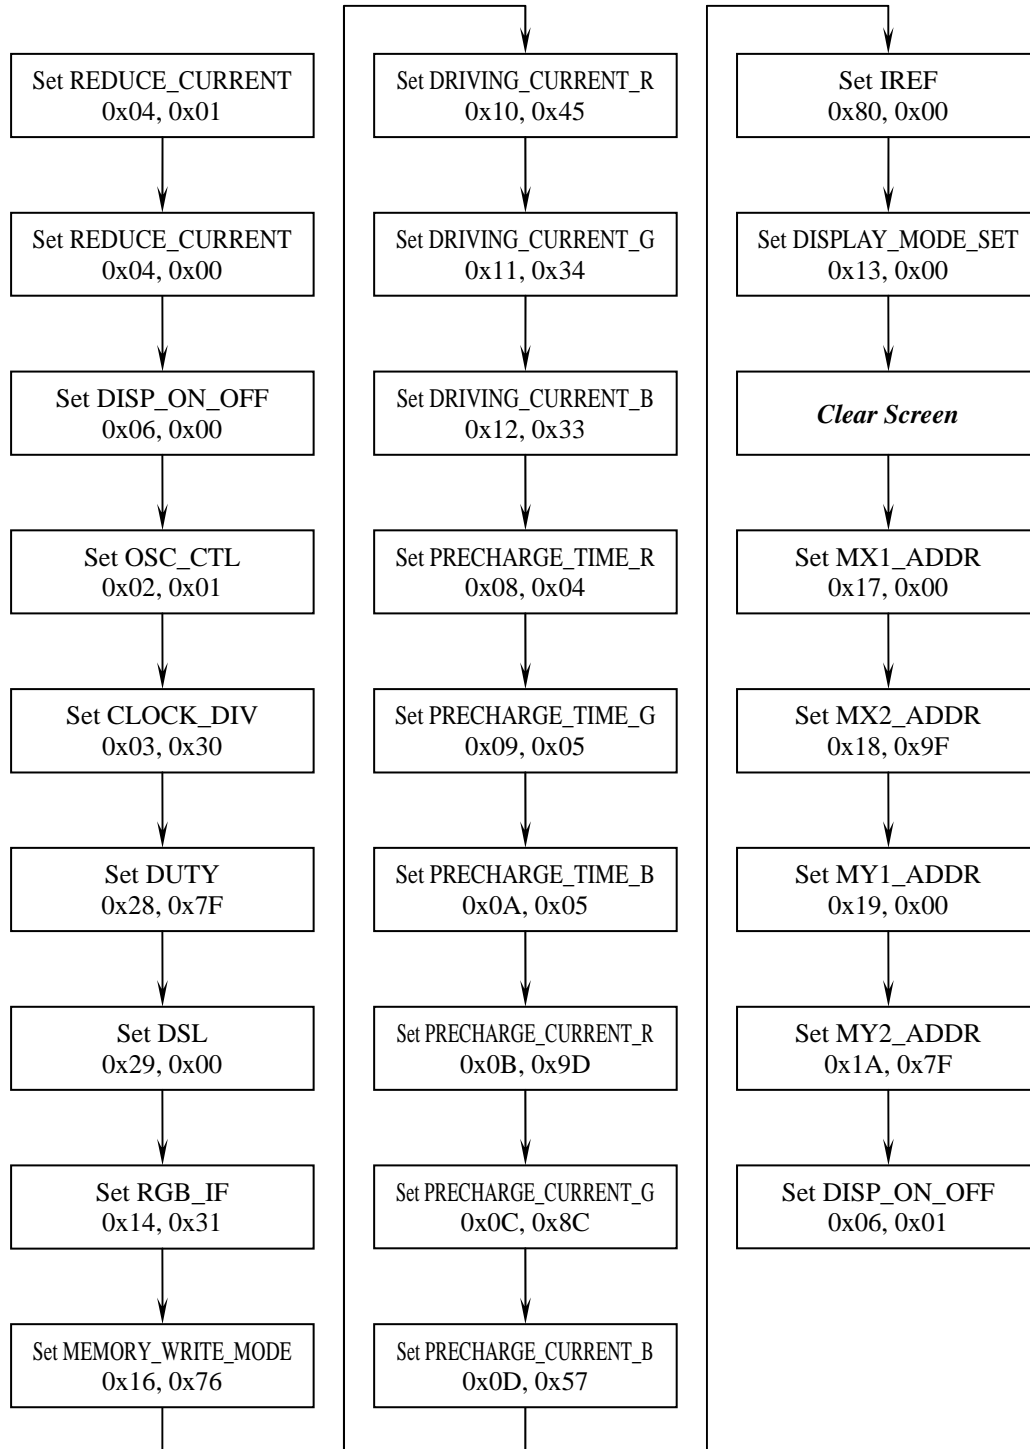 Set REDUCE_CURRENT
0x04, 0x01
Set REDUCE_CURRENT
0x04, 0x00
Set DISP_ON_OFF
0x06, 0x00
Set OSC_CTL
0x02, 0x01
Set CLOCK_DIV
0x03, 0x30
Set DUTY
0x28, 0x7F
Set DSL
0x29, 0x00
Set RGB_IF
0x14, 0x31
Set MEMORY_WRITE_MODE
0x16, 0x76
Set DRIVING_CURRENT_R
0x10, 0x45
Set DRIVING_CURRENT_G
0x11, 0x34
Set DRIVING_CURRENT_B
0x12, 0x33
Set PRECHARGE_TIME_R
0x08, 0x04
Set PRECHARGE_TIME_G
0x09, 0x05
Set PRECHARGE_TIME_B
0x0A, 0x05
Set PRECHARGE_CURRENT_R
0x0B, 0x9D
Set PRECHARGE_CURRENT_G
0x0C, 0x8C
Set PRECHARGE_CURRENT_B
0x0D, 0x57
Set IREF
0x80, 0x00
Set DISPLAY_MODE_SET
0x13, 0x00
Clear Screen
Set MX1_ADDR
0x17, 0x00
Set MX2_ADDR
0x18, 0x9F
Set MY1_ADDR
0x19, 0x00
Set MY2_ADDR
0x1A, 0x7F
Set DISP_ON_OFF
0x06, 0x01